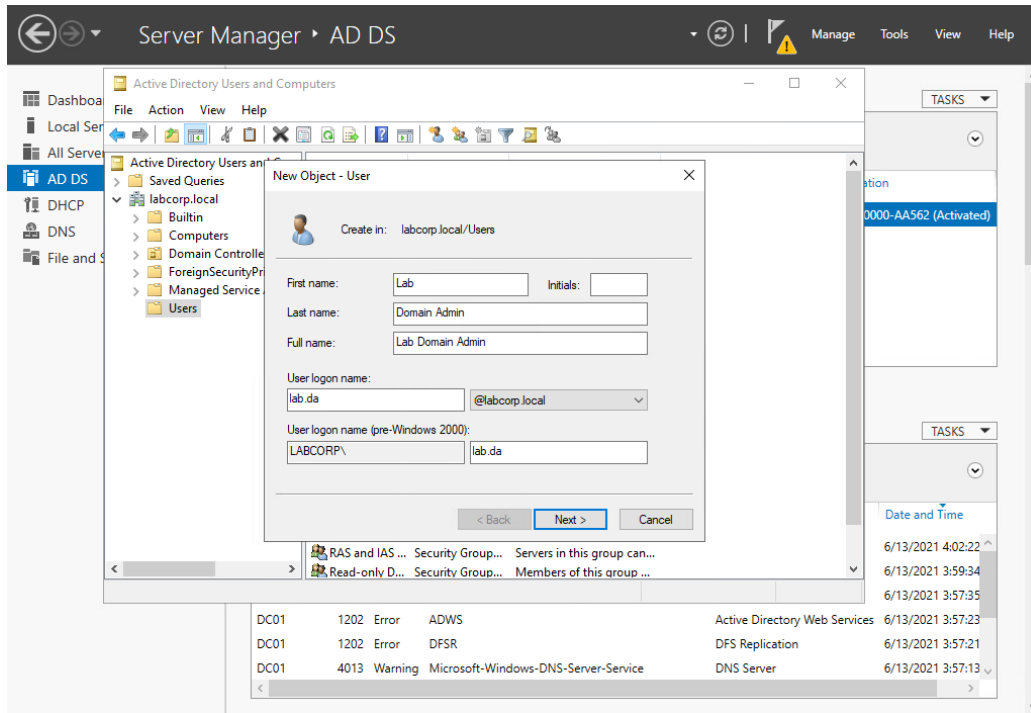 Server Manager ‣ AD DS
Manage Tools View Help
Active Directory Users and Computers
File Action View Help
Dashboa
Local Ser
All Server
AD DS
DHCP
DNS
File and S
Active Directory Users and C
Saved Queries
labcorp.local
Builtin
Computers
Domain Controlle
ForeignSecurityPri
Managed Service
Users
New Object - User
Create in: labcorp.local/Users
First name: Lab Initials:
Last name: Domain Admin
Full name: Lab Domain Admin
User logon name:
lab.da @labcorp.local
User logon name (pre-Windows 2000):
LABCORP\ lab.da
< Back Next > Cancel
RAS and IAS ... Security Group... Servers in this group can...
Read-only D... Security Group... Members of this group ...
TASKS
ation
0000-AA562 (Activated)
TASKS
Date and Time
6/13/2021 4:02:22
6/13/2021 3:59:34
6/13/2021 3:57:35
DC01 1202 Error ADWS Active Directory Web Services 6/13/2021 3:57:23
DC01 1202 Error DFSR DFS Replication 6/13/2021 3:57:21
DC01 4013 Warning Microsoft-Windows-DNS-Server-Service DNS Server 6/13/2021 3:57:13